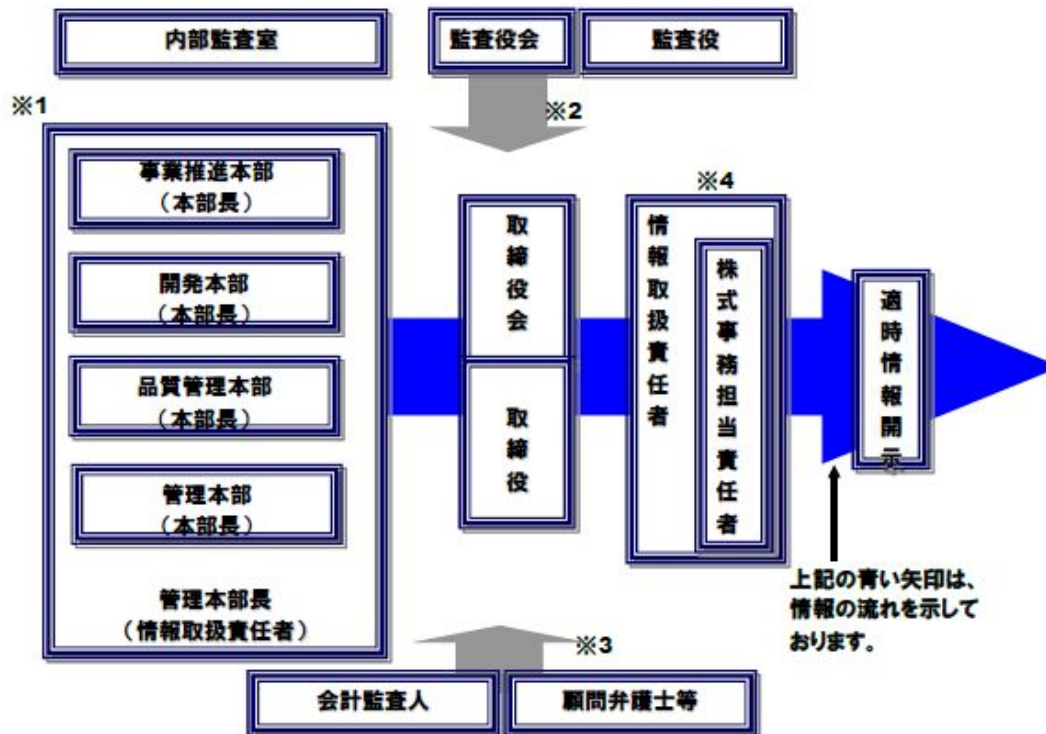 内部監査室
監査役会
監査役
※1
※2
事業推進本部
（本部長）
開発本部
（本部長）
品質管理本部
（本部長）
管理本部
（本部長）
管理本部長
（情報取扱責任者）
取締役会
取締役
※4
情報取扱責任者
株式事務担当責任者
適時情報開示
上記の青い矢印は、
情報の流れを示して
おります。
※3
会計監査人
顧問弁護士等